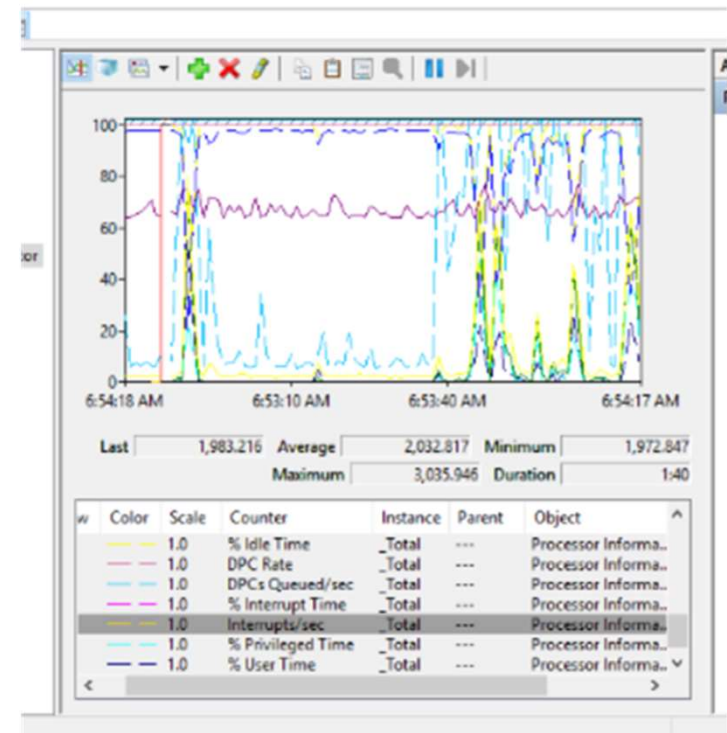 A
100
80
60
or
40
20
0
6:54:18 AM 6:53:10 AM 6:53:40 AM 6:54:17 AM
Last 1,983.216 Average 2,032.817 Minimum 1,972.847
Maximum 3,035.946 Duration 1:40
w Color Scale Counter Instance Parent Object
1.0 % Idle Time _Total --- Processor Informa...
1.0 DPC Rate _Total --- Processor Informa...
1.0 DPCs Queued/sec _Total --- Processor Informa...
1.0 % Interrupt Time _Total --- Processor Informa...
1.0 Interrupts/sec _Total --- Processor Informa...
1.0 % Privileged Time _Total --- Processor Informa...
1.0 % User Time _Total --- Processor Informa...